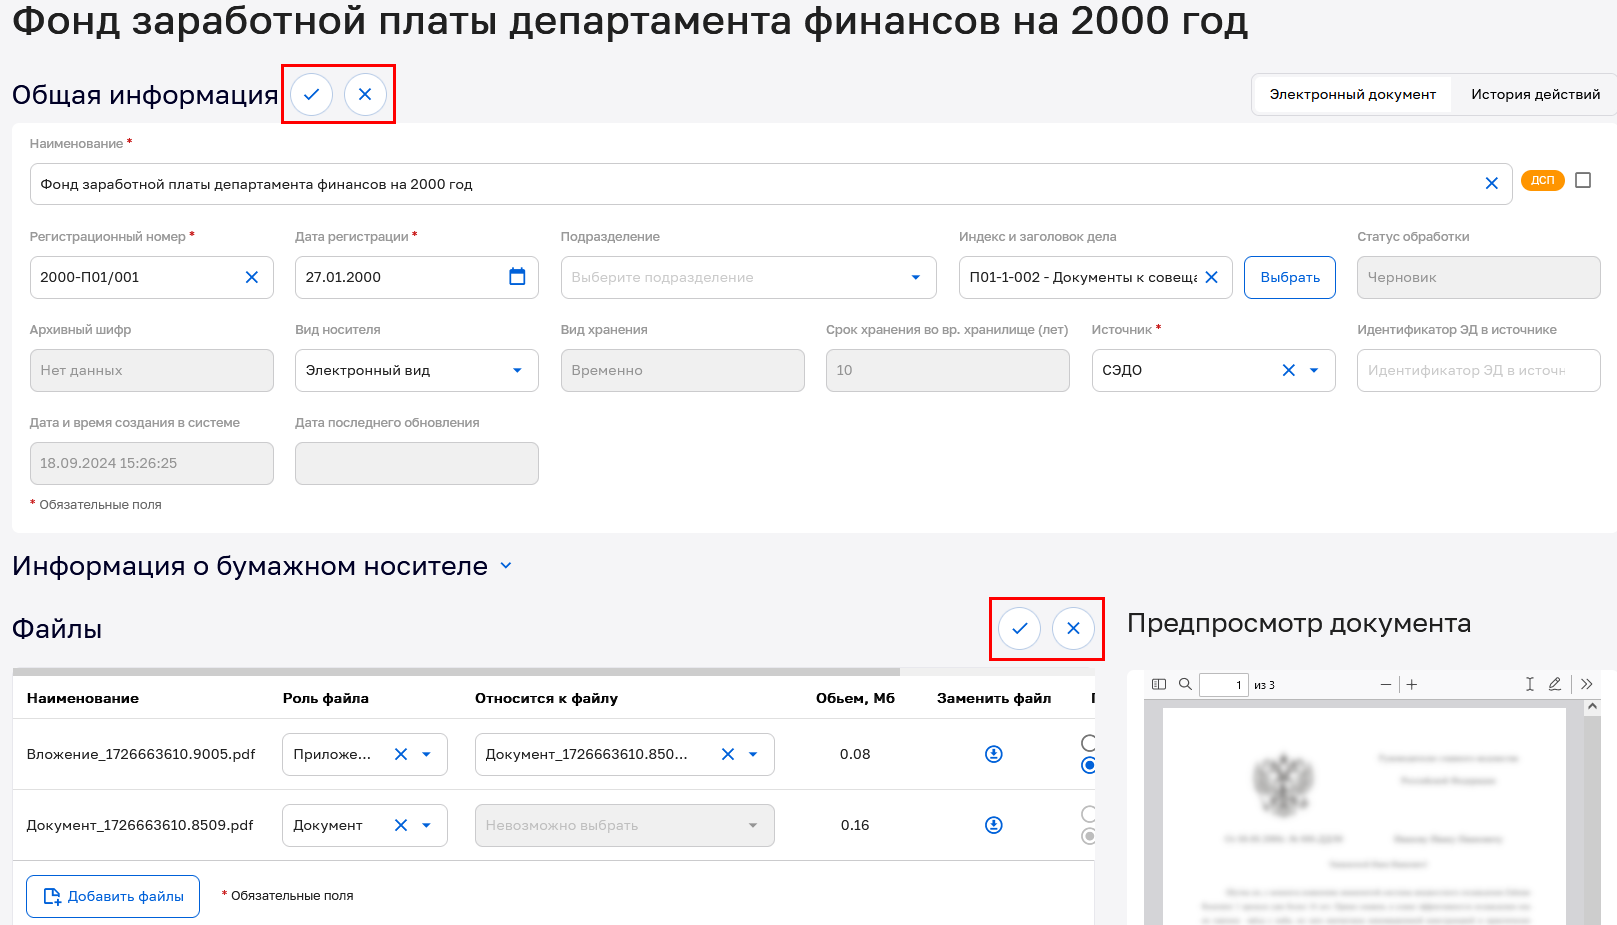 Фонд заработной платы департамента финансов на 2000 год
Общая информация
Электронный документ
История действий
Наименование *
Фонд заработной платы департамента финансов на 2000 год
ДСП
Регистрационный номер *
Дата регистрации *
Подразделение
Индекс и заголовок дела
Статус обработки
2000-П01/001
27.01.2000
Выберите подразделение
П01-1-002 - Документы к совеща
Выбрать
Черновик
Архивный шифр
Вид носителя
Вид хранения
Срок хранения во вр. хранилище (лет)
Источник *
Идентификатор ЭД в источнике
Нет данных
Электронный вид
Временно
10
СЭДО
Идентификатор ЭД в источн
Дата и время создания в системе
Дата последнего обновления
18.09.2024 15:26:25
* Обязательные поля
Информация о бумажном носителе
Файлы
Предпросмотр документа
Наименование
Роль файла
Относится к файлу
Обьем, Мб
Заменить файл
1 из 3
Вложение_1726663610.9005.pdf
Приложе...
Документ_1726663610.850...
0.08
Документ_1726663610.8509.pdf
Документ
Невозможно выбрать
0.16
Добавить файлы
* Обязательные поля